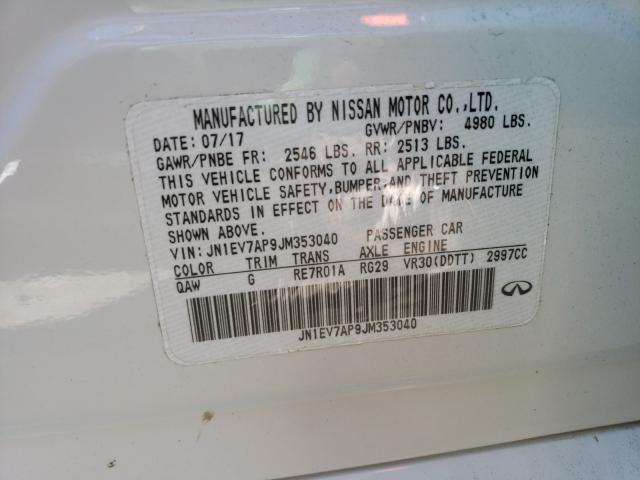 MANUFACTURED BY NISSAN MOTOR CO.,LTD.
DATE: 07/17 GVWR/PNBV: 4980 LBS.
GAWR/PNBE FR: 2546 LBS. RR: 2513 LBS.
THIS VEHICLE CONFORMS TO ALL APPLICABLE FEDERAL
MOTOR VEHICLE SAFETY,BUMPER,AND THEFT PREVENTION
STANDARDS IN EFFECT ON THE DATE OF MANUFACTURE
SHOWN ABOVE.
VIN: JN1EV7AP9JM353040 PASSENGER CAR
COLOR TRIM TRANS AXLE ENGINE
QAW G RE7R01A RG29 VR30(DDTT) 2997CC
JN1EV7AP9JM353040